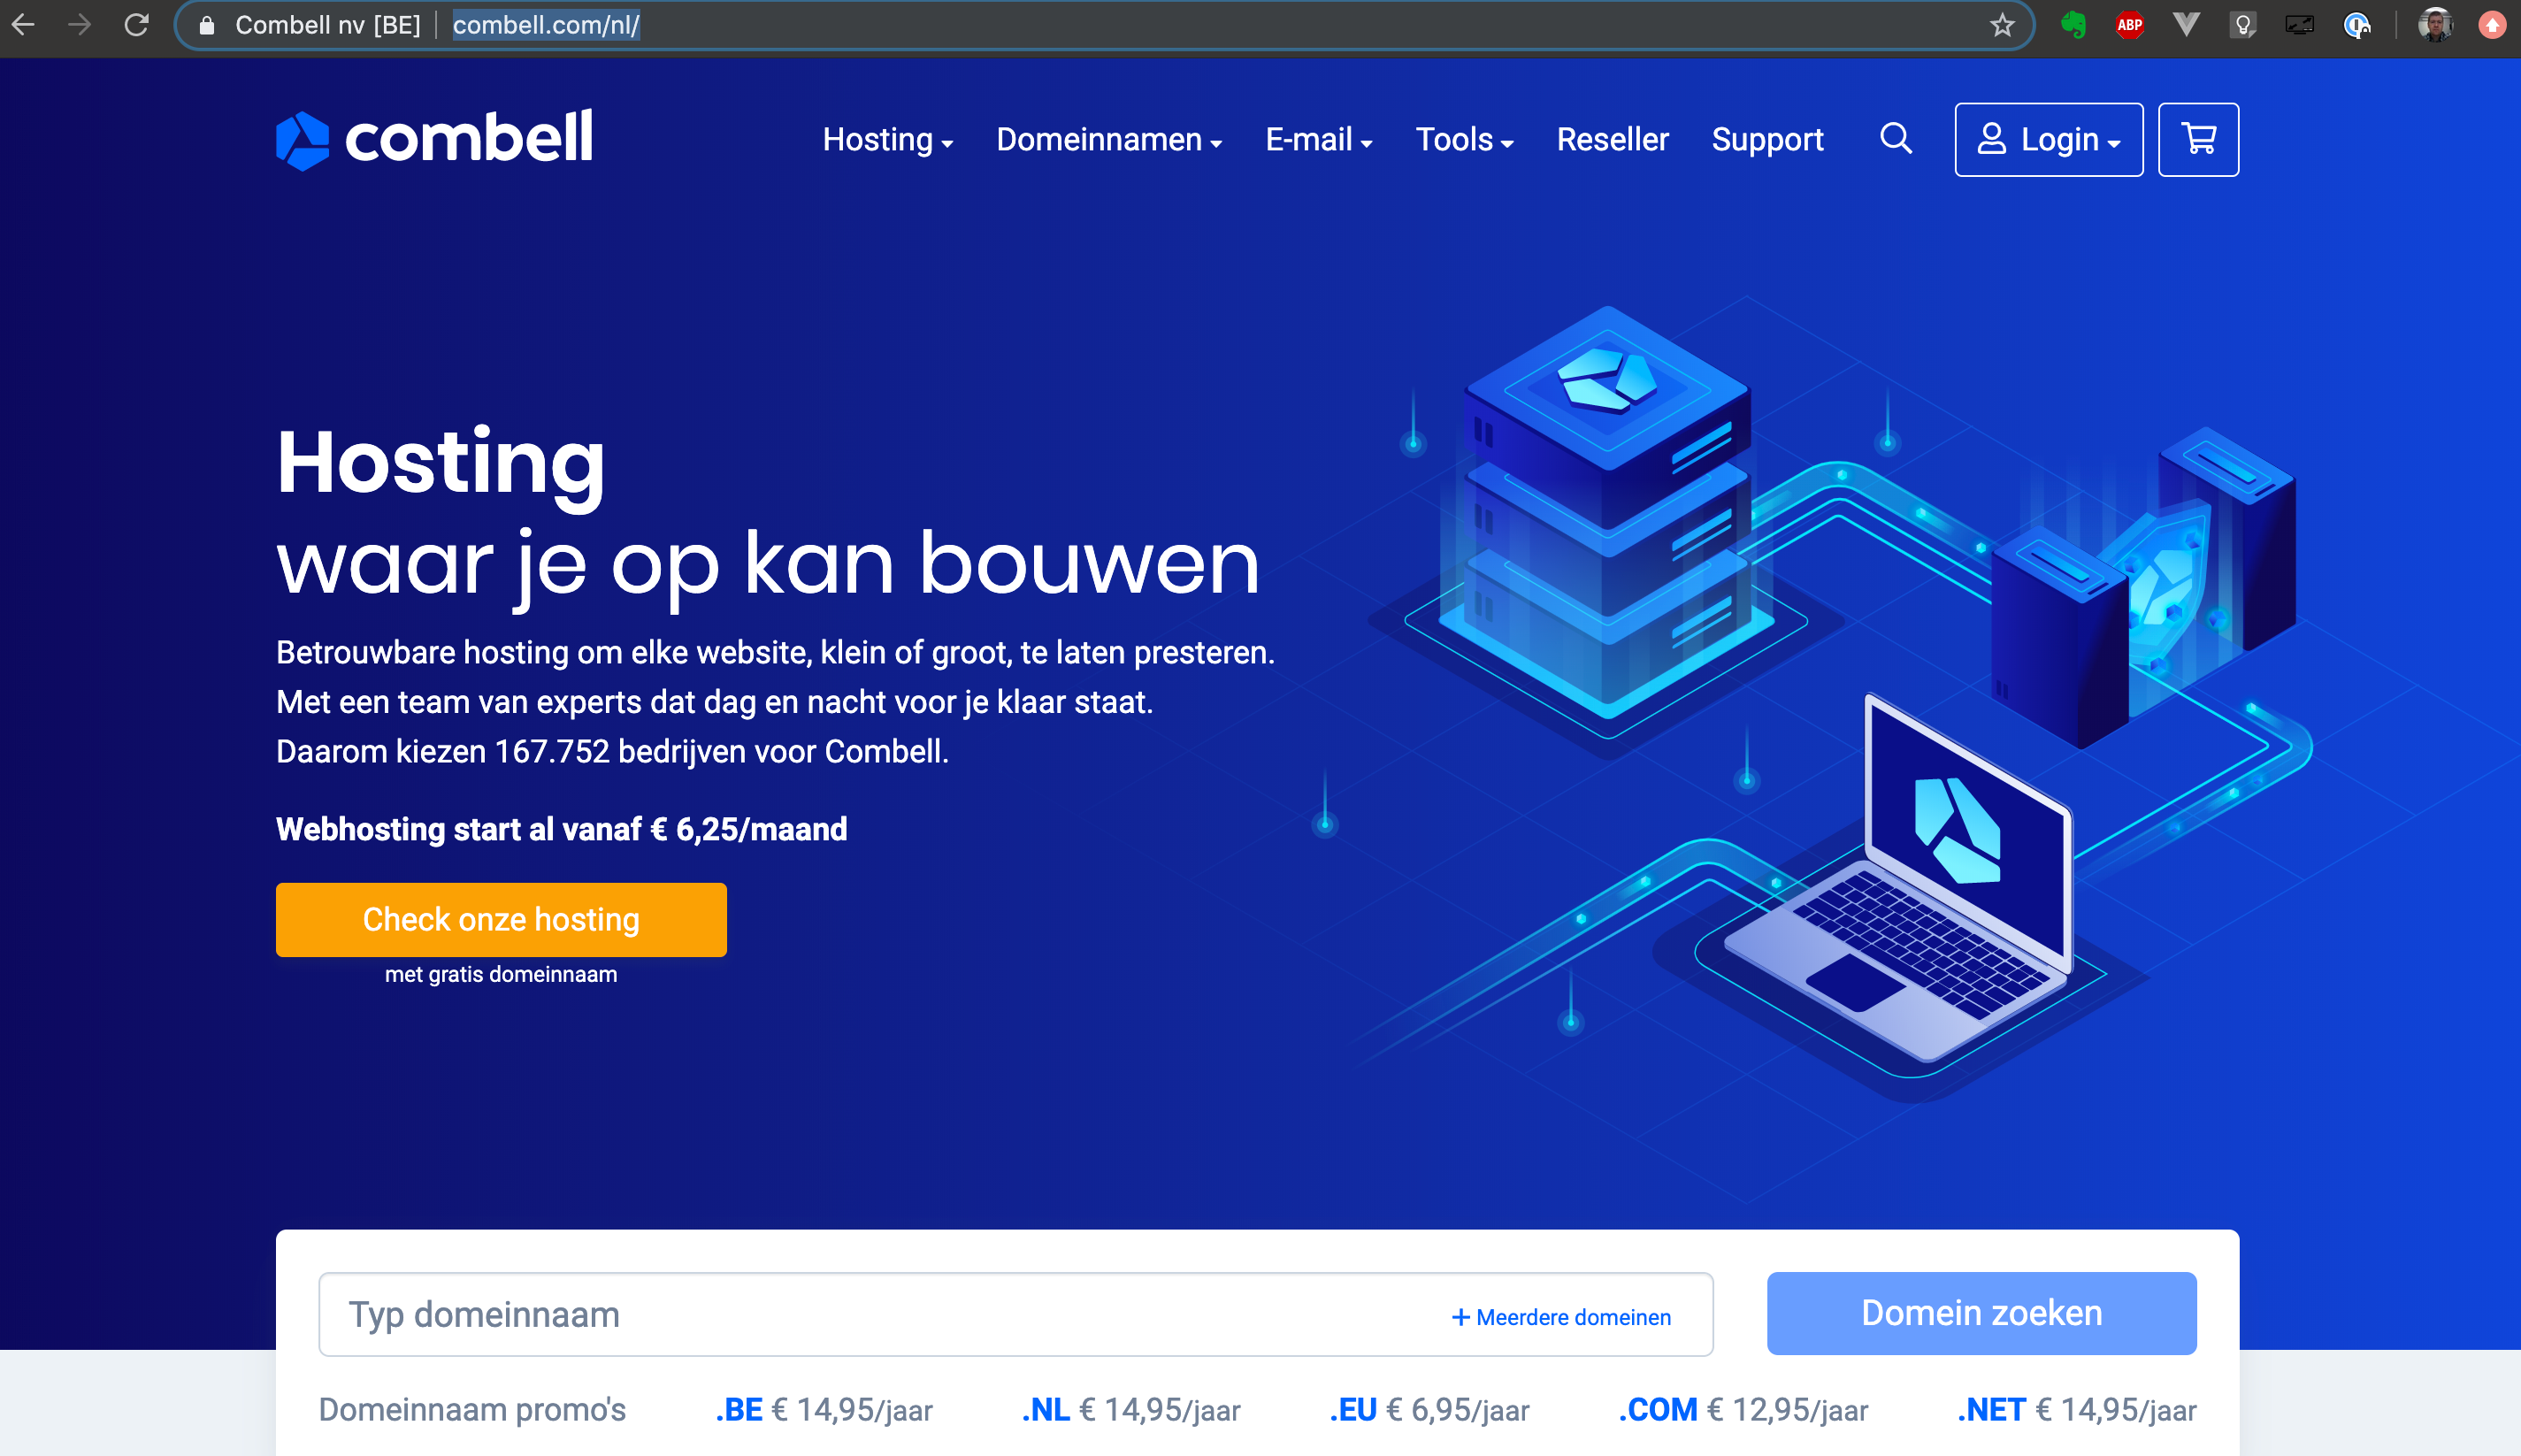 Combell nv [BE] | combell.com/nl/
ABP
combell
Hosting
Domeinnamen
E-mail
Tools
Reseller
Support
Login
Hosting
waar je op kan bouwen
Betrouwbare hosting om elke website, klein of groot, te laten presteren.
Met een team van experts dat dag en nacht voor je klaar staat.
Daarom kiezen 167.752 bedrijven voor Combell.
Webhosting start al vanaf € 6,25/maand
Check onze hosting
met gratis domeinnaam
Typ domeinnaam
+ Meerdere domeinen
Domein zoeken
Domeinnaam promo's
.BE € 14,95/jaar
.NL € 14,95/jaar
.EU € 6,95/jaar
.COM € 12,95/jaar
.NET € 14,95/jaar